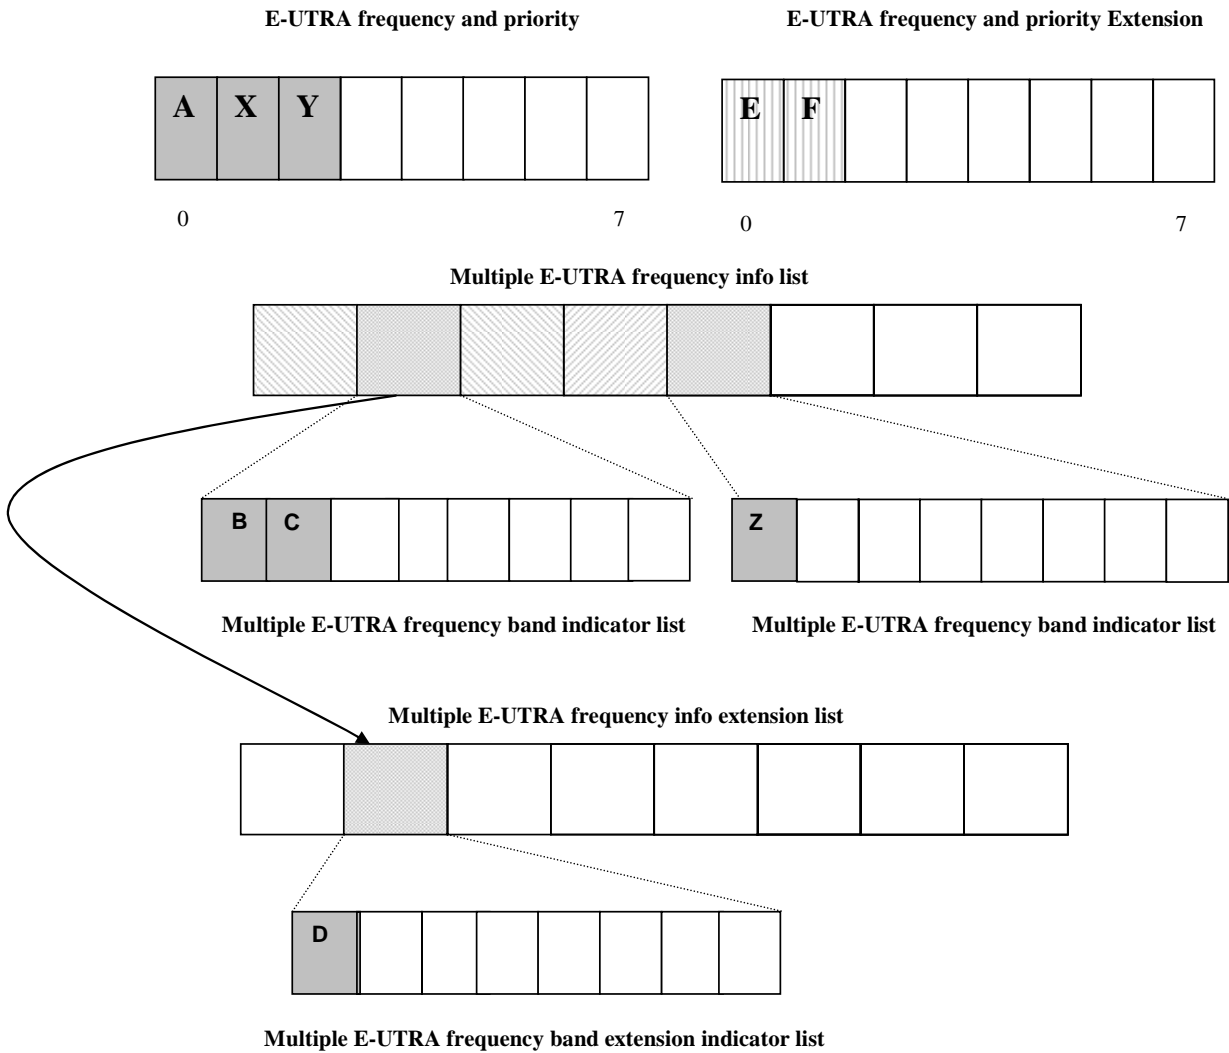 E-UTRA frequency and priority
E-UTRA frequency and priority Extension
A X Y
E F
0 7
0 7
Multiple E-UTRA frequency info list
B C
Z
Multiple E-UTRA frequency band indicator list
Multiple E-UTRA frequency band indicator list
Multiple E-UTRA frequency info extension list
D
Multiple E-UTRA frequency band extension indicator list